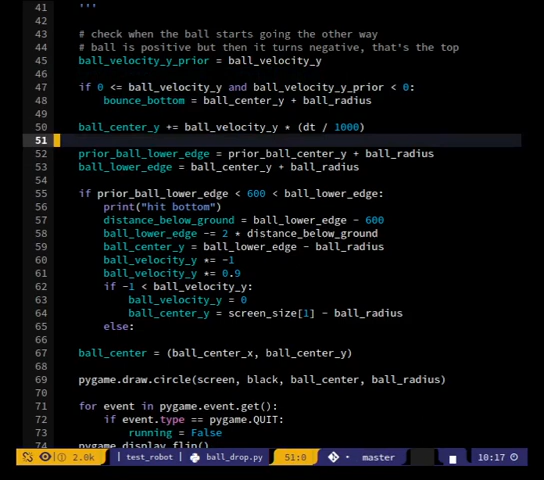 41 '''
42
43 # check when the ball starts going the other way
44 # ball is positive but then it turns negative, that's the top
45 ball_velocity_y_prior = ball_velocity_y
46
47 if 0 <= ball_velocity_y and ball_velocity_y_prior < 0:
48 bounce_bottom = ball_center_y + ball_radius
49
50 ball_center_y += ball_velocity_y * (dt / 1000)
51
52 prior_ball_lower_edge = prior_ball_center_y + ball_radius
53 ball_lower_edge = ball_center_y + ball_radius
54
55 if prior_ball_lower_edge < 600 < ball_lower_edge:
56 print("hit bottom")
57 distance_below_ground = ball_lower_edge - 600
58 ball_lower_edge -= 2 * distance_below_ground
59 ball_center_y = ball_lower_edge - ball_radius
60 ball_velocity_y *= -1
61 ball_velocity_y *= 0.9
62 if -1 < ball_velocity_y:
63 ball_velocity_y = 0
64 ball_center_y = screen_size[1] - ball_radius
65 else:
66
67 ball_center = (ball_center_x, ball_center_y)
68
69 pygame.draw.circle(screen, black, ball_center, ball_radius)
70
71 for event in pygame.event.get():
72 if event.type == pygame.QUIT:
73 running = False
74 pygame.display.flip()
2.0k | test_robot ball_drop.py 51:0 master 10:17